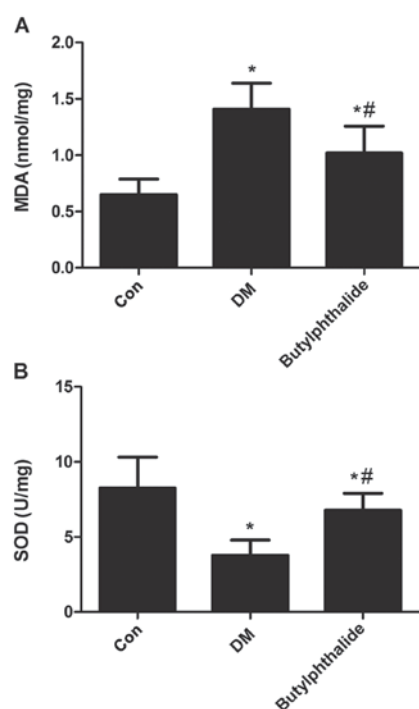 A
MDA (nmol/mg)
2.0
1.5
1.0
0.5
0.0
*
*#
Con
DM
Butylphthalide
B
SOD (U/mg)
15
10
5
0
*
*#
Con
DM
Butylphthalide